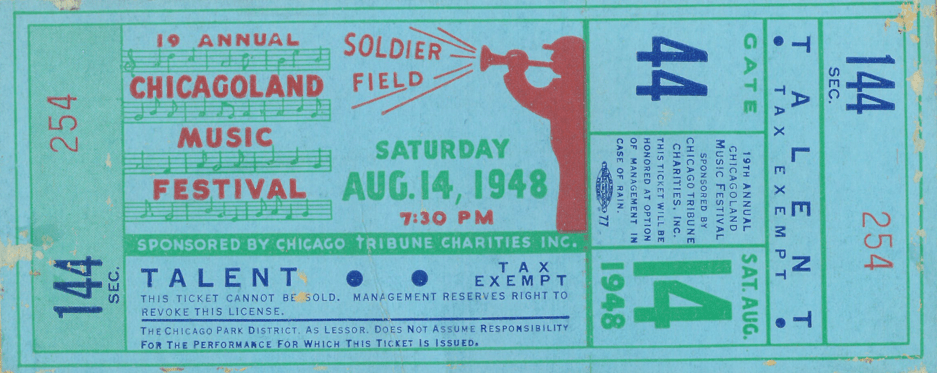 254
144
SEC.
19 ANNUAL
CHICAGOLAND
MUSIC
FESTIVAL
SOLDIER
FIELD
SATURDAY
AUG. 14, 1948
7:30 PM
SPONSORED BY CHICAGO TRIBUNE CHARITIES INC.
TALENT
TAX
EXEMPT
THIS TICKET CANNOT BE SOLD. MANAGEMENT RESERVES RIGHT TO
REVOKE THIS LICENSE.
THE CHICAGO PARK DISTRICT, AS LESSOR, DOES NOT ASSUME RESPONSIBILITY
FOR THE PERFORMANCE FOR WHICH THIS TICKET IS ISSUED.
GATE
44
19TH ANNUAL
CHICAGOLAND
MUSIC FESTIVAL
SPONSORED BY
CHICAGO TRIBUNE
CHARITIES, INC.
THIS TICKET WILL BE
HONORED AT OPTION
OF MANAGEMENT IN
CASE OF RAIN.
77
SAT. AUG.
14
1948
TALENT
TAX EXEMPT
144
SEC.
254